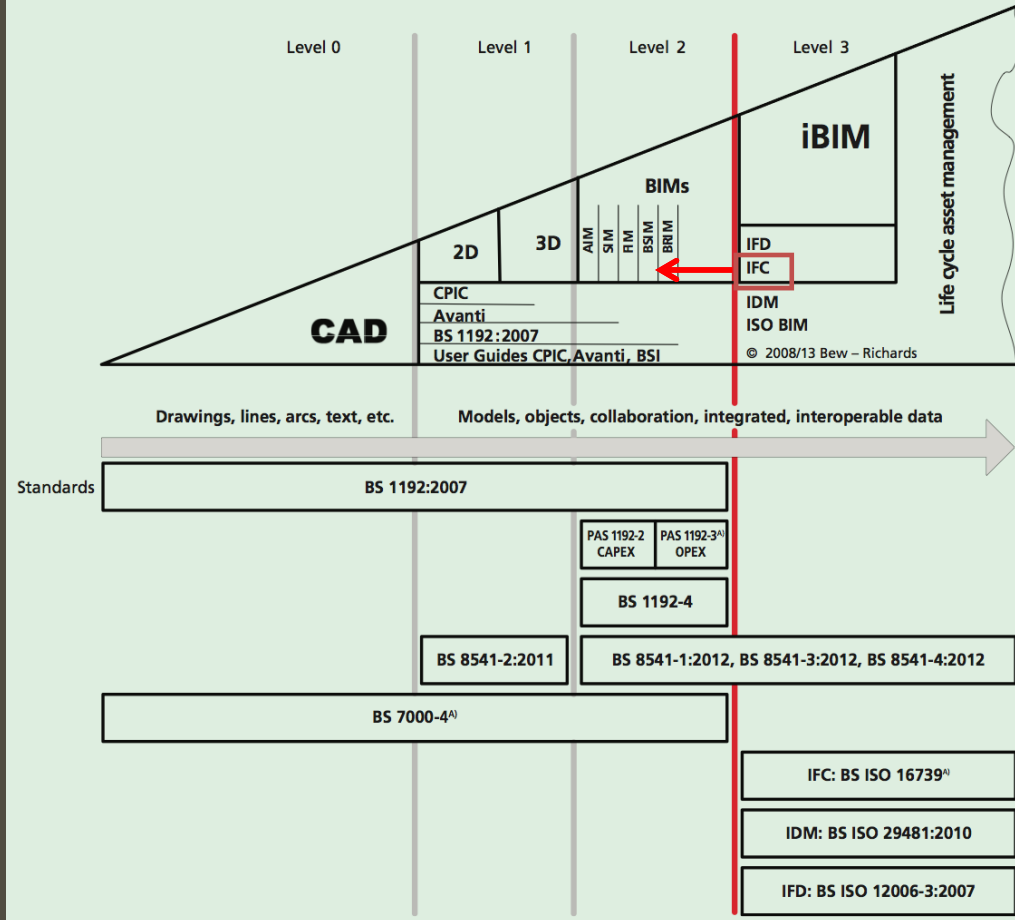 Level 0
Level 1
Level 2
Level 3
iBIM
BIMs
2D
3D
AIM
SIM
FIM
BSIM
BRIM
IFD
IFC
Life cycle asset management
CPIC
Avanti
BS 1192:2007
User Guides CPIC, Avanti, BSI
CAD
IDM
ISO BIM
© 2008/13 Bew – Richards
Drawings, lines, arcs, text, etc.
Models, objects, collaboration, integrated, interoperable data
Standards
BS 1192:2007
PAS 1192-2
CAPEX
PAS 1192-3A)
OPEX
BS 1192-4
BS 8541-2:2011
BS 8541-1:2012, BS 8541-3:2012, BS 8541-4:2012
BS 7000-4A)
IFC: BS ISO 16739A)
IDM: BS ISO 29481:2010
IFD: BS ISO 12006-3:2007